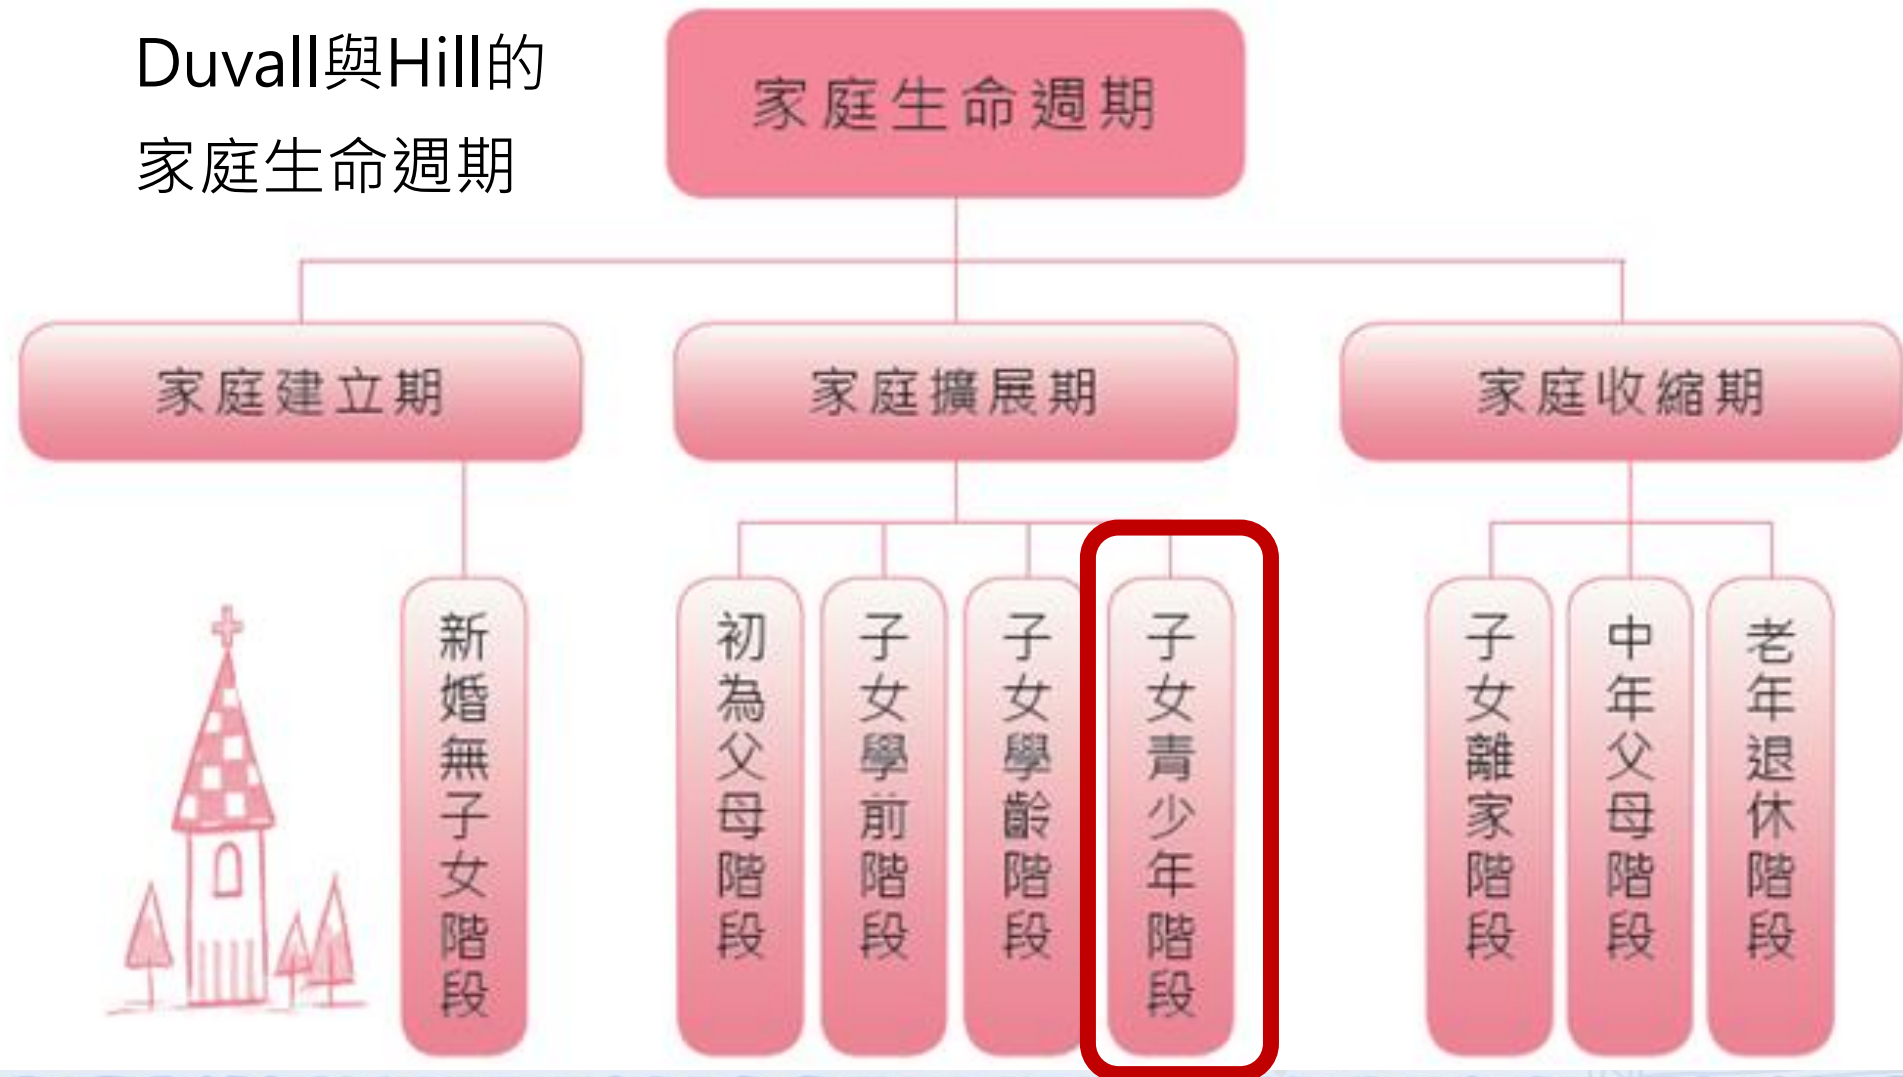 Duvall與Hill的
家庭生命週期
家庭生命週期
家庭建立期
家庭擴展期
家庭收縮期
新婚無子女階段
初為父母階段
子女學前階段
子女學齡階段
子女青少年階段
子女離家階段
中年父母階段
老年退休階段